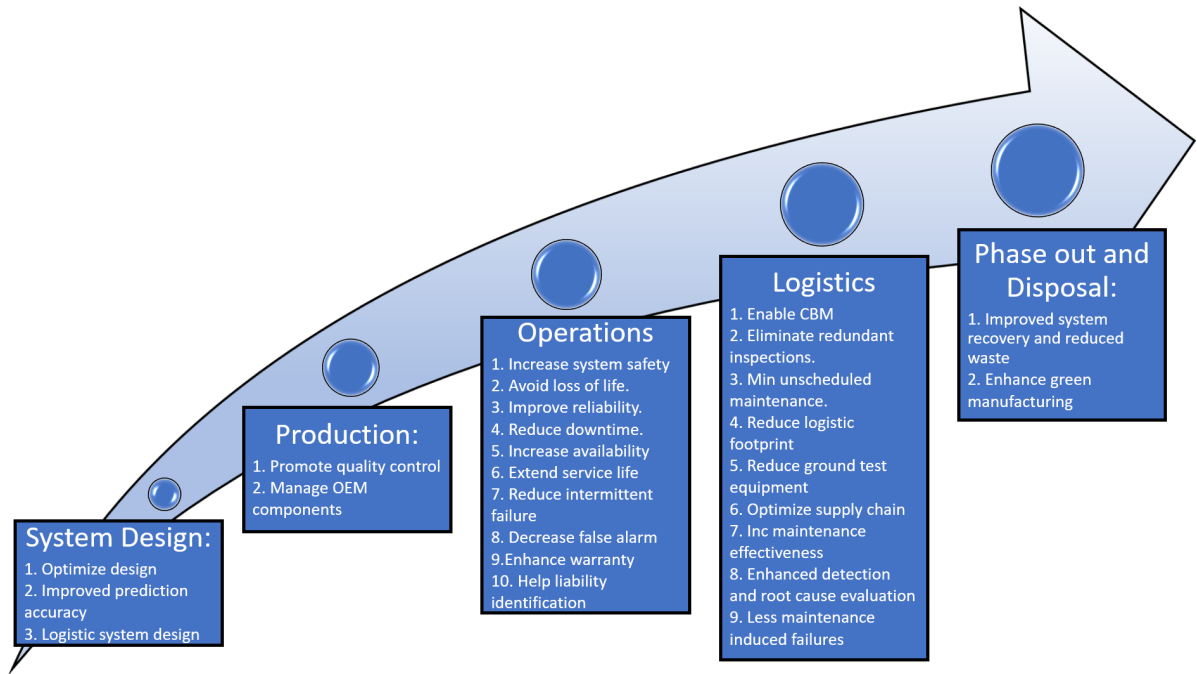 System Design:
1. Optimize design
2. Improved prediction
accuracy
3. Logistic system design
Production:
1. Promote quality control
2. Manage OEM
components
Operations
1. Increase system safety
2. Avoid loss of life.
3. Improve reliability.
4. Reduce downtime.
5. Increase availability
6. Extend service life
7. Reduce intermittent
failure
8. Decrease false alarm
9.Enhance warranty
10. Help liability
identification
Logistics
1. Enable CBM
2. Eliminate redundant
inspections.
3. Min unscheduled
maintenance.
4. Reduce logistic
footprint
5. Reduce ground test
equipment
6. Optimize supply chain
7. Inc maintenance
effectiveness
8. Enhanced detection
and root cause evaluation
9. Less maintenance
induced failures
Phase out and
Disposal:
1. Improved system
recovery and reduced
waste
2. Enhance green
manufacturing